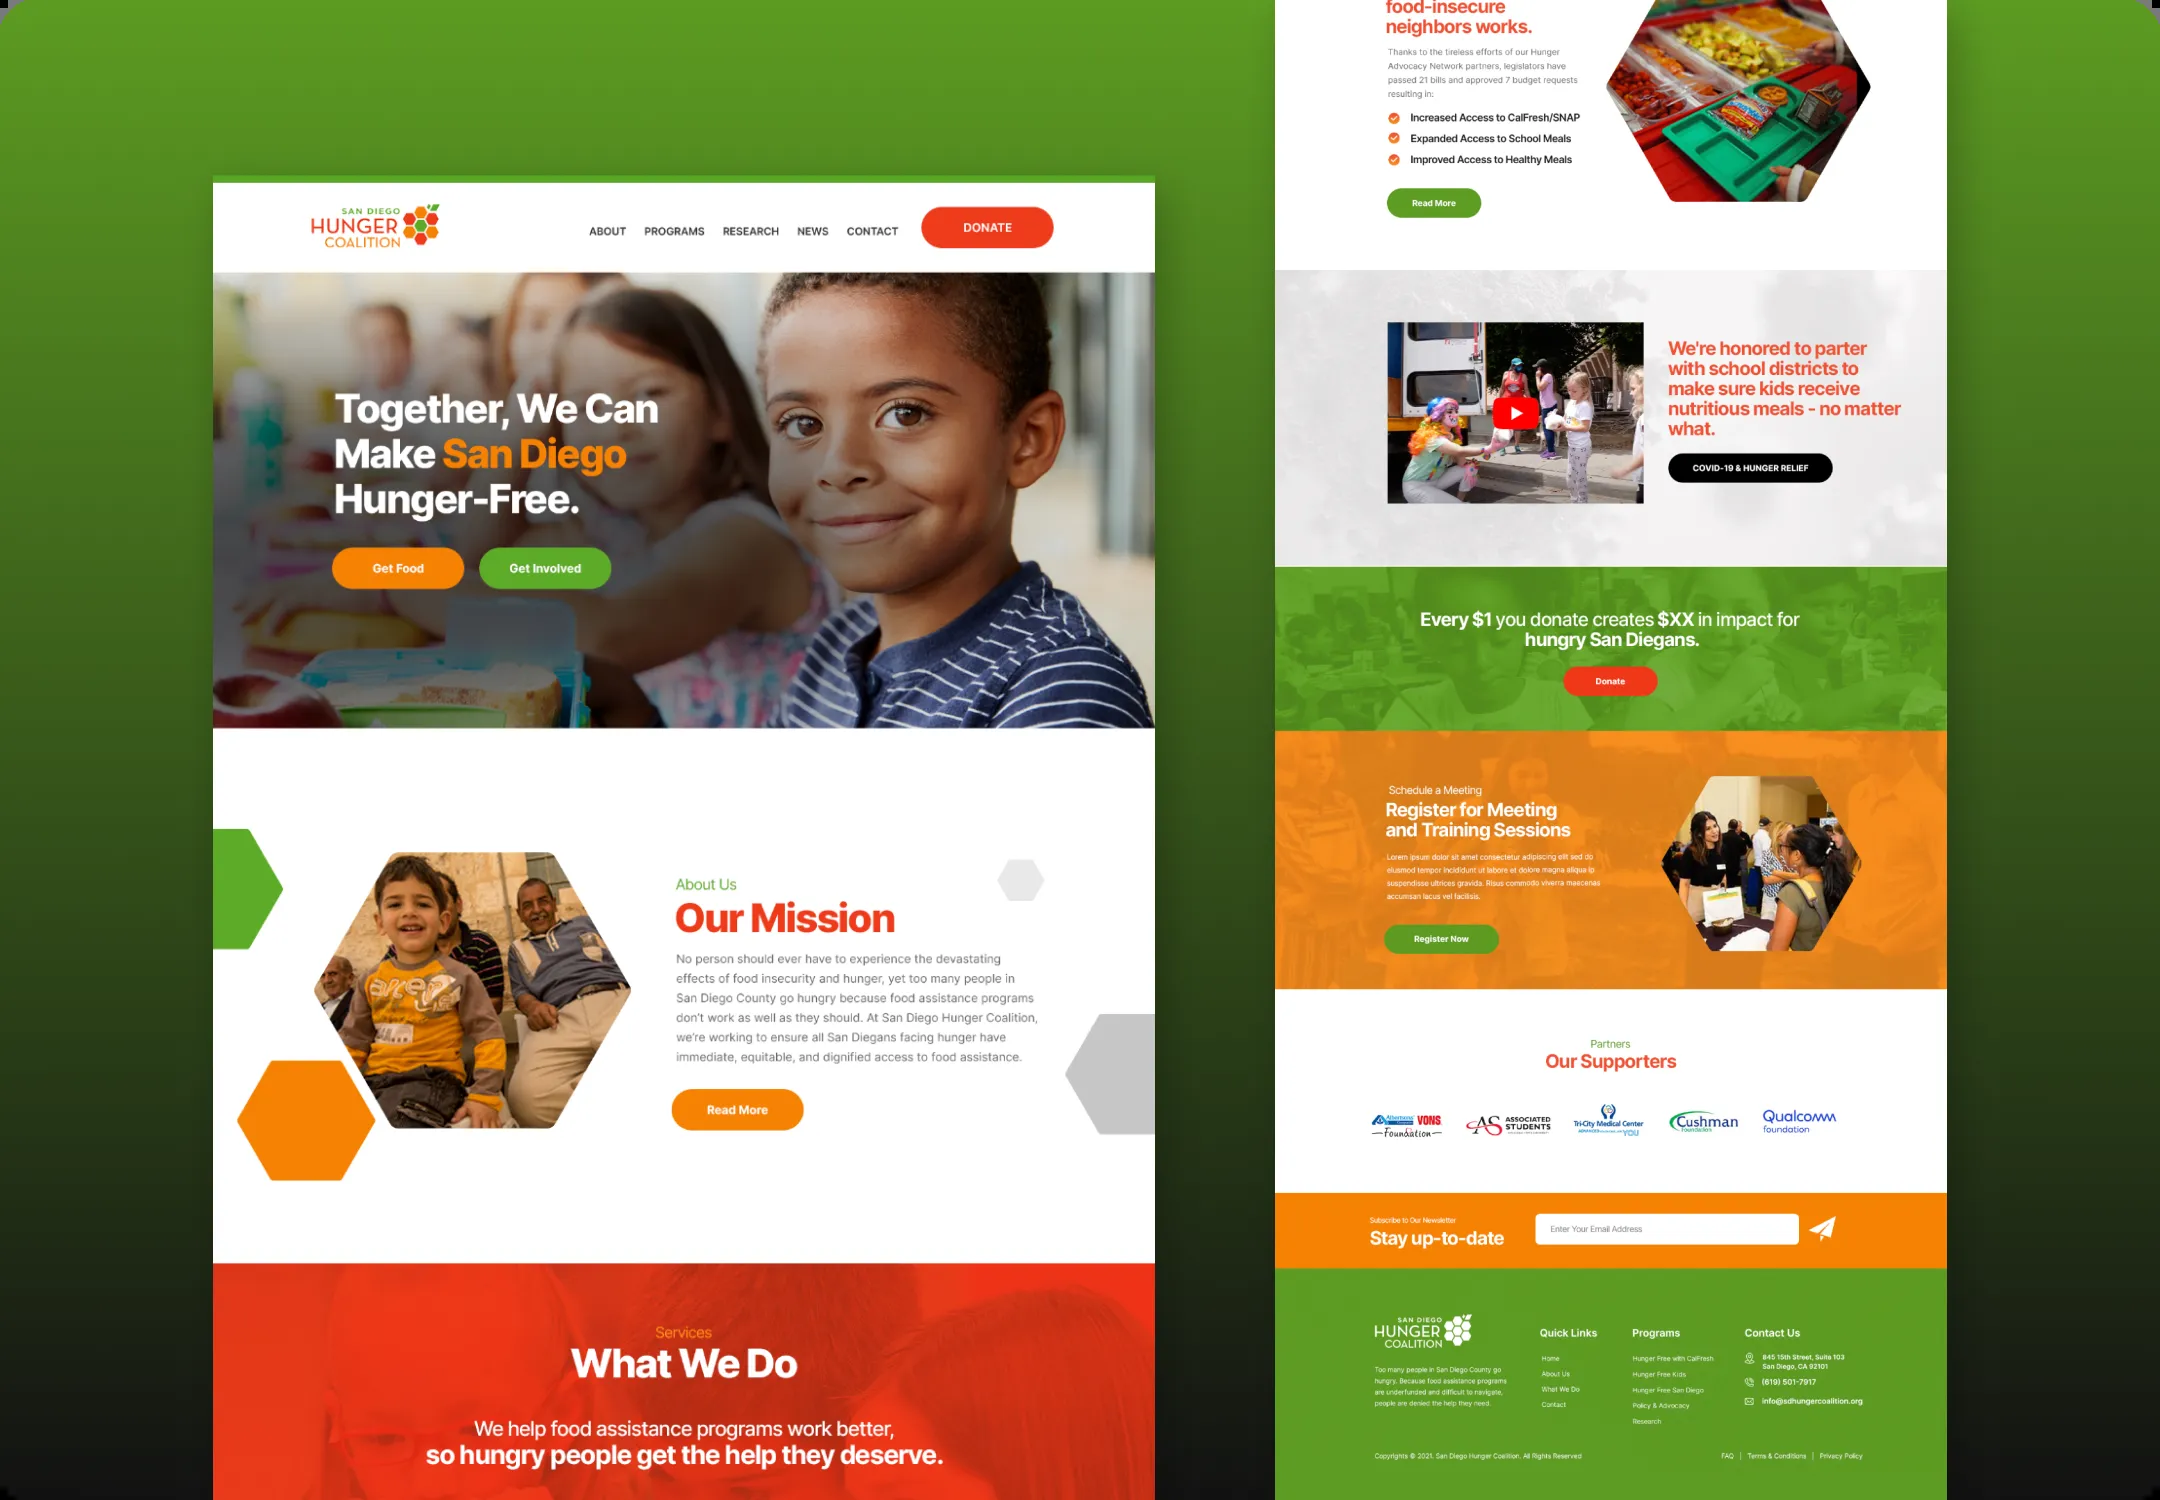 SAN DIEGO
HUNGER
COALITION
ABOUT PROGRAMS RESEARCH NEWS CONTACT DONATE
Together, We Can
Make San Diego
Hunger-Free.
Get Food Get Involved
About Us
Our Mission
No person should ever have to experience the devastating
effects of food insecurity and hunger, yet too many people in
San Diego County go hungry because food assistance programs
don't work as well as they should. At San Diego Hunger Coalition,
we're working to ensure all San Diegans facing hunger have
immediate, equitable, and dignified access to food assistance.
Read More
Services
What We Do
We help food assistance programs work better,
so hungry people get the help they deserve.
food-insecure
neighbors works.
Thanks to the tireless efforts of our Hunger
Advocacy Network partners, legislators have
passed 21 bills and approved 7 budget requests
resulting in:
Increased Access to CalFresh/SNAP
Expanded Access to School Meals
Improved Access to Healthy Meals
Read More
We're honored to parter
with school districts to
make sure kids receive
nutritious meals - no matter
what.
COVID-19 & HUNGER RELIEF
Every $1 you donate creates $XX in impact for
hungry San Diegans.
Donate
Schedule a Meeting
Register for Meeting
and Training Sessions
Lorem ipsum dolor sit amet consectetur adipiscing elit sed do
eiusmod tempor incididunt ut labore et dolore magna aliqua ip
suspendisse ultrices gravida. Risus commodo viverra maecenas
accumsan lacus vel facilisis.
Register Now
Partners
Our Supporters
Albertsons VONS
Foundation
ASSOCIATED
STUDENTS
Tri-City Medical Center
YOU
Cushman
Foundation
Qualcomm
foundation
Subscribe to Our Newsletter
Stay up-to-date
Enter Your Email Address
SAN DIEGO
HUNGER
COALITION
Too many people in San Diego County go
hungry. Because food assistance programs
are underfunded and difficult to navigate,
people are denied the help they need.
Quick Links
Home
About Us
What We Do
Contact
Programs
Hunger Free with CalFresh
Hunger Free Kids
Hunger Free San Diego
Policy & Advocacy
Research
Contact Us
845 15th Street, Suite 103
San Diego, CA 92101
(619) 501-7917
info@sdhungercoalition.org
Copyrights © 2021. San Diego Hunger Coalition. All Rights Reserved
FAQ | Terms & Conditions | Privacy Policy